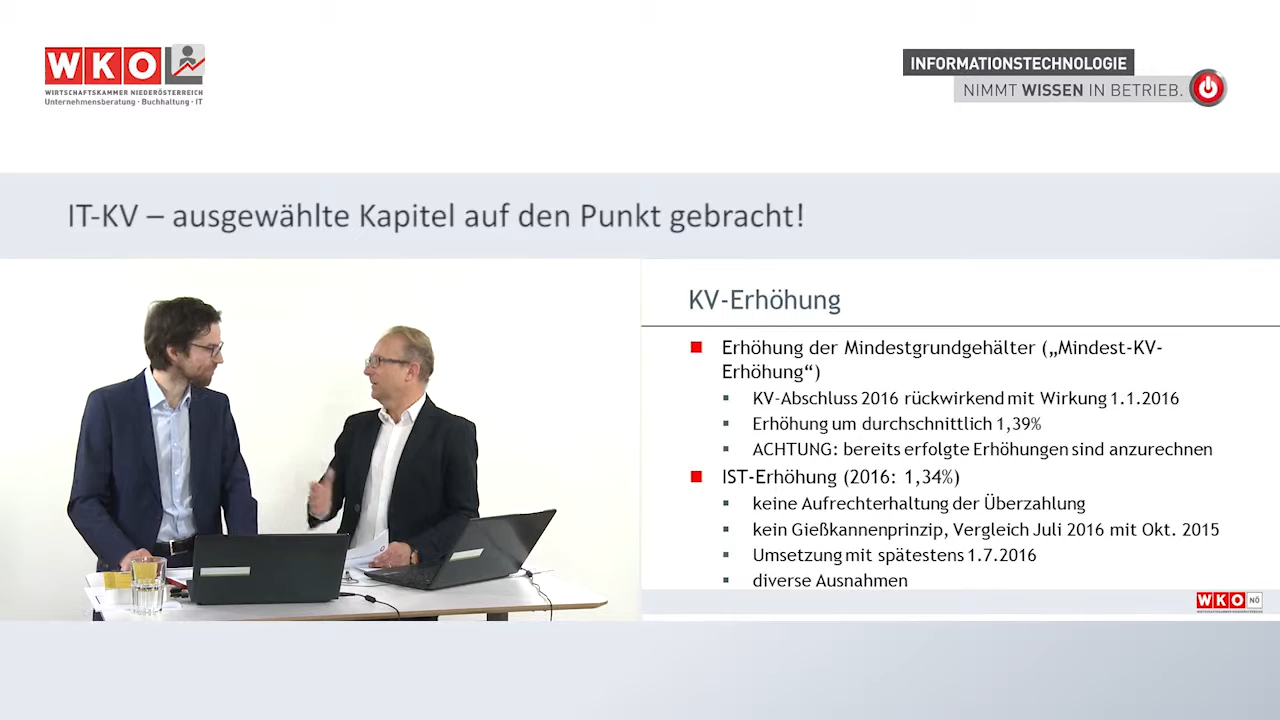 WKO
WIRTSCHAFTSKAMMER NIEDERÖSTERREICH
Unternehmensberatung · Buchhaltung · IT
INFORMATIONSTECHNOLOGIE
NIMMT WISSEN IN BETRIEB.
IT-KV – ausgewählte Kapitel auf den Punkt gebracht!
KV-Erhöhung
Erhöhung der Mindestgrundgehälter („Mindest-KV-
Erhöhung“)
KV-Abschluss 2016 rückwirkend mit Wirkung 1.1.2016
Erhöhung um durchschnittlich 1,39%
ACHTUNG: bereits erfolgte Erhöhungen sind anzurechnen
IST-Erhöhung (2016: 1,34%)
keine Aufrechterhaltung der Überzahlung
kein Gießkannenprinzip, Vergleich Juli 2016 mit Okt. 2015
Umsetzung mit spätestens 1.7.2016
diverse Ausnahmen
WKO NÖ